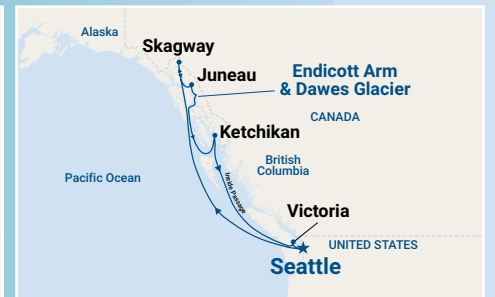 Alaska
Skagway
Juneau
Endicott Arm
& Dawes Glacier
CANADA
Ketchikan
British
Columbia
Pacific Ocean
Inside Passage
Victoria
UNITED STATES
Seattle